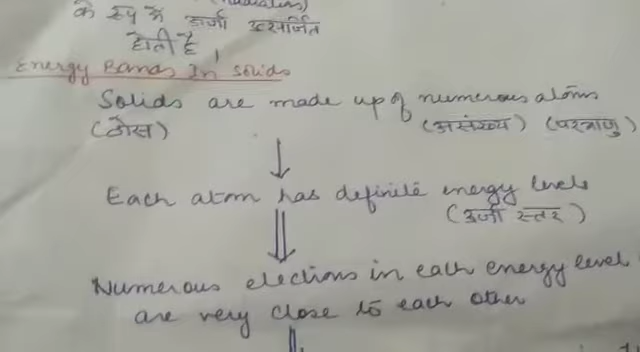 के रूप में ऊर्जा उत्सर्जित
होती है ।
Energy Bands In Solids
Solids are made up of numerous atoms
(ठोस) (असंख्य) (परमाणु)
Each atom has definite energy levels
(ऊर्जा स्तर)
Numerous elections in each energy level
are very close to each other